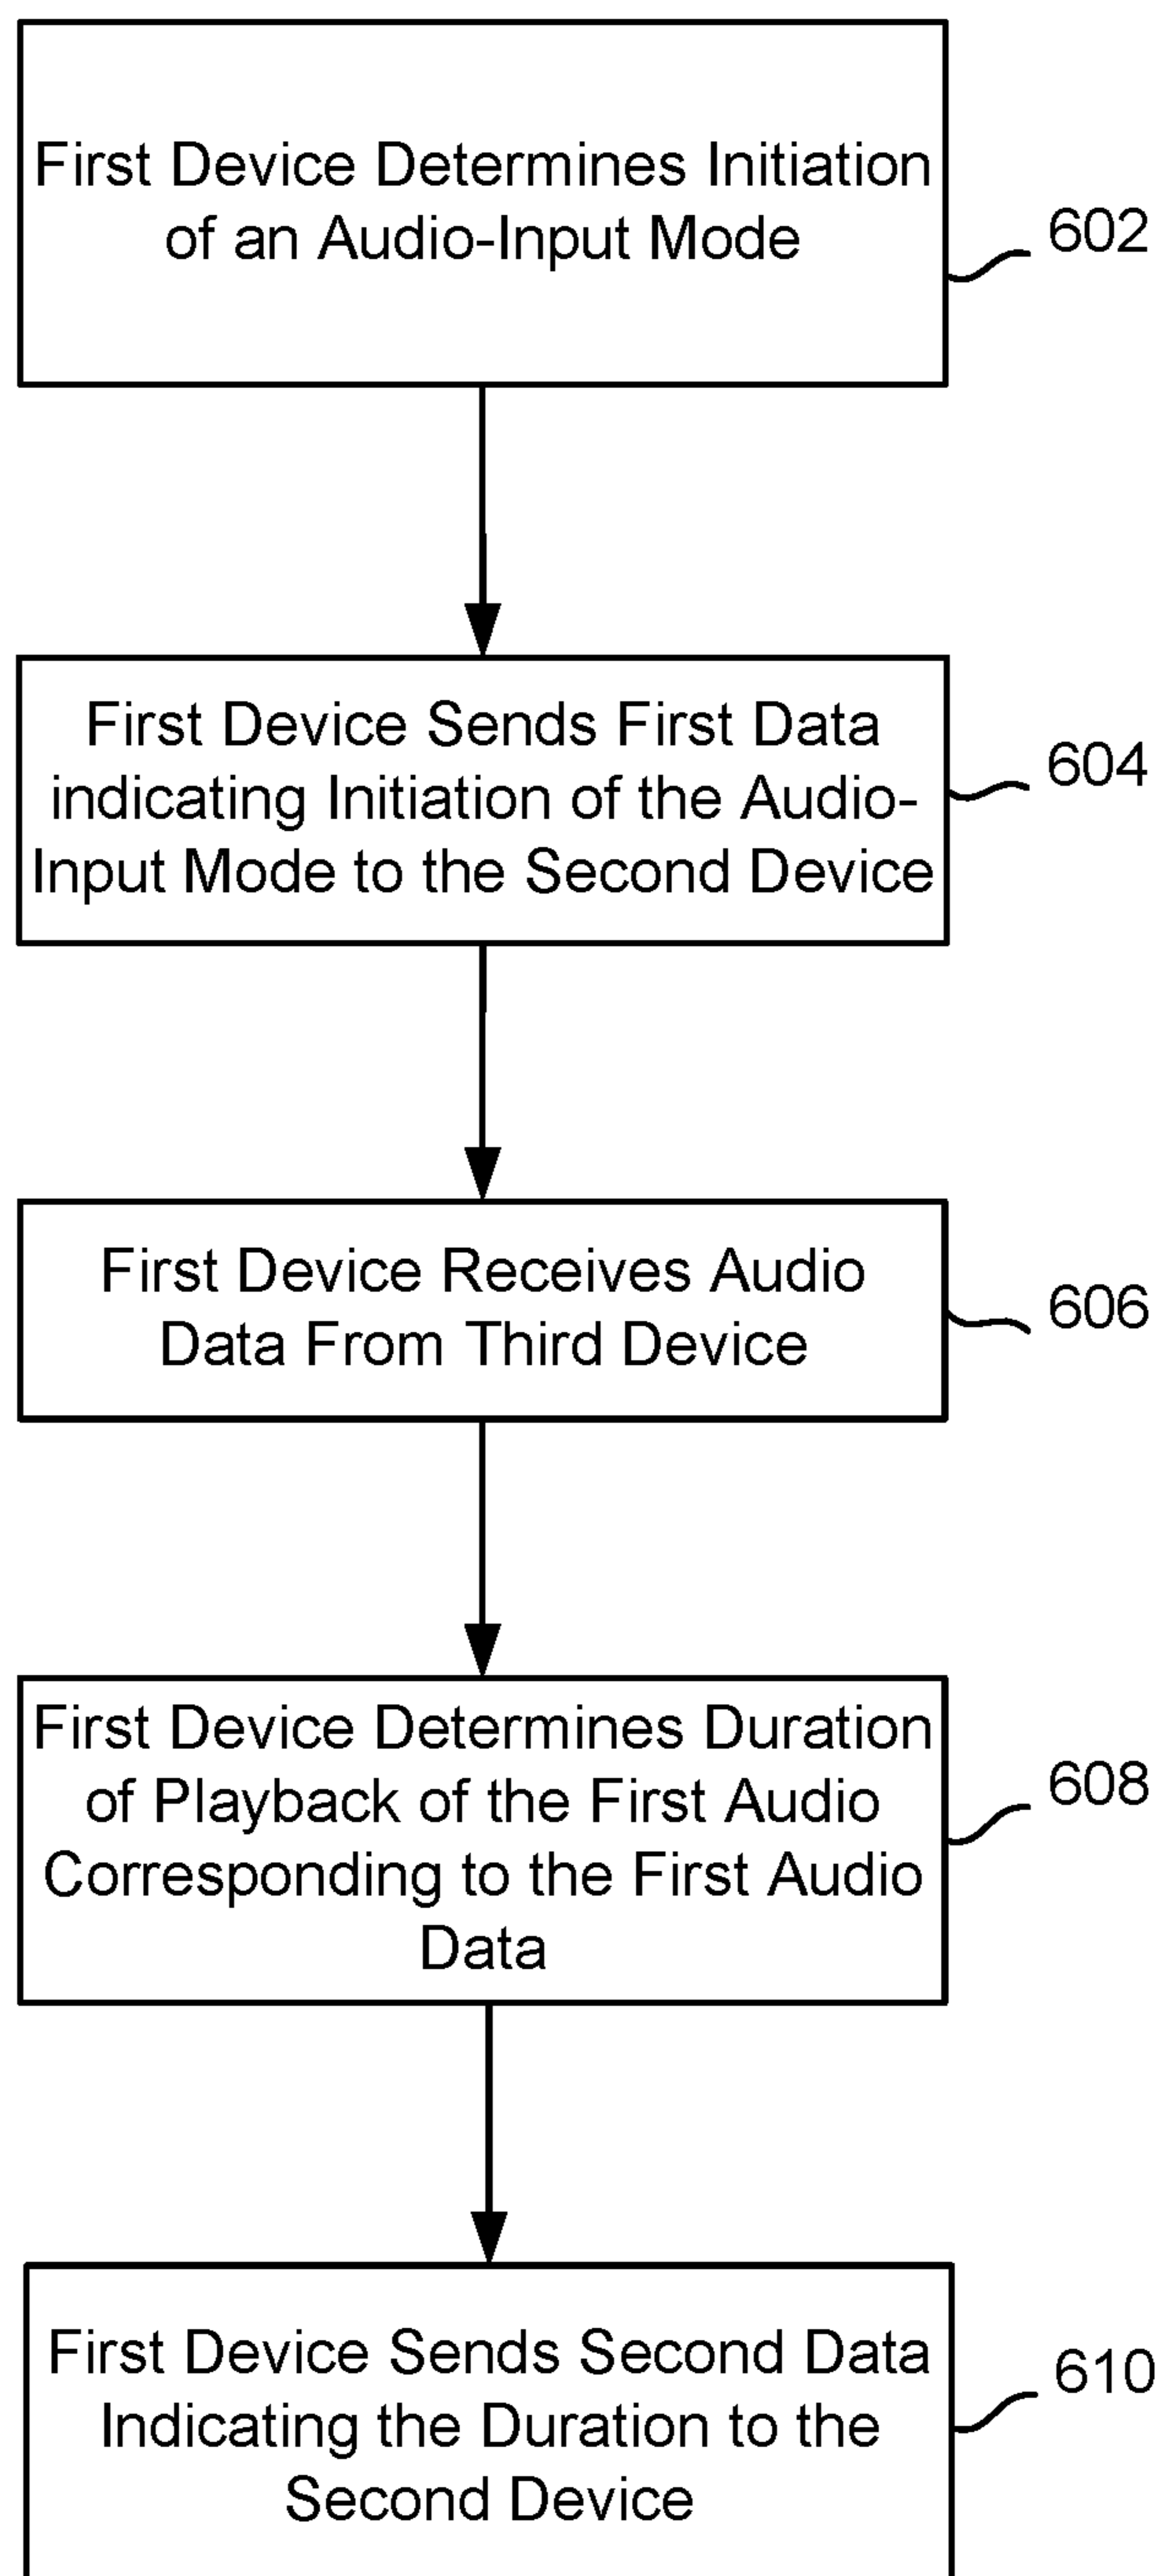 First Device Determines Initiation
of an Audio-Input Mode
602
First Device Sends First Data
indicating Initiation of the Audio-
Input Mode to the Second Device
604
First Device Receives Audio
Data From Third Device
606
First Device Determines Duration
of Playback of the First Audio
Corresponding to the First Audio
Data
608
First Device Sends Second Data
Indicating the Duration to the
Second Device
610